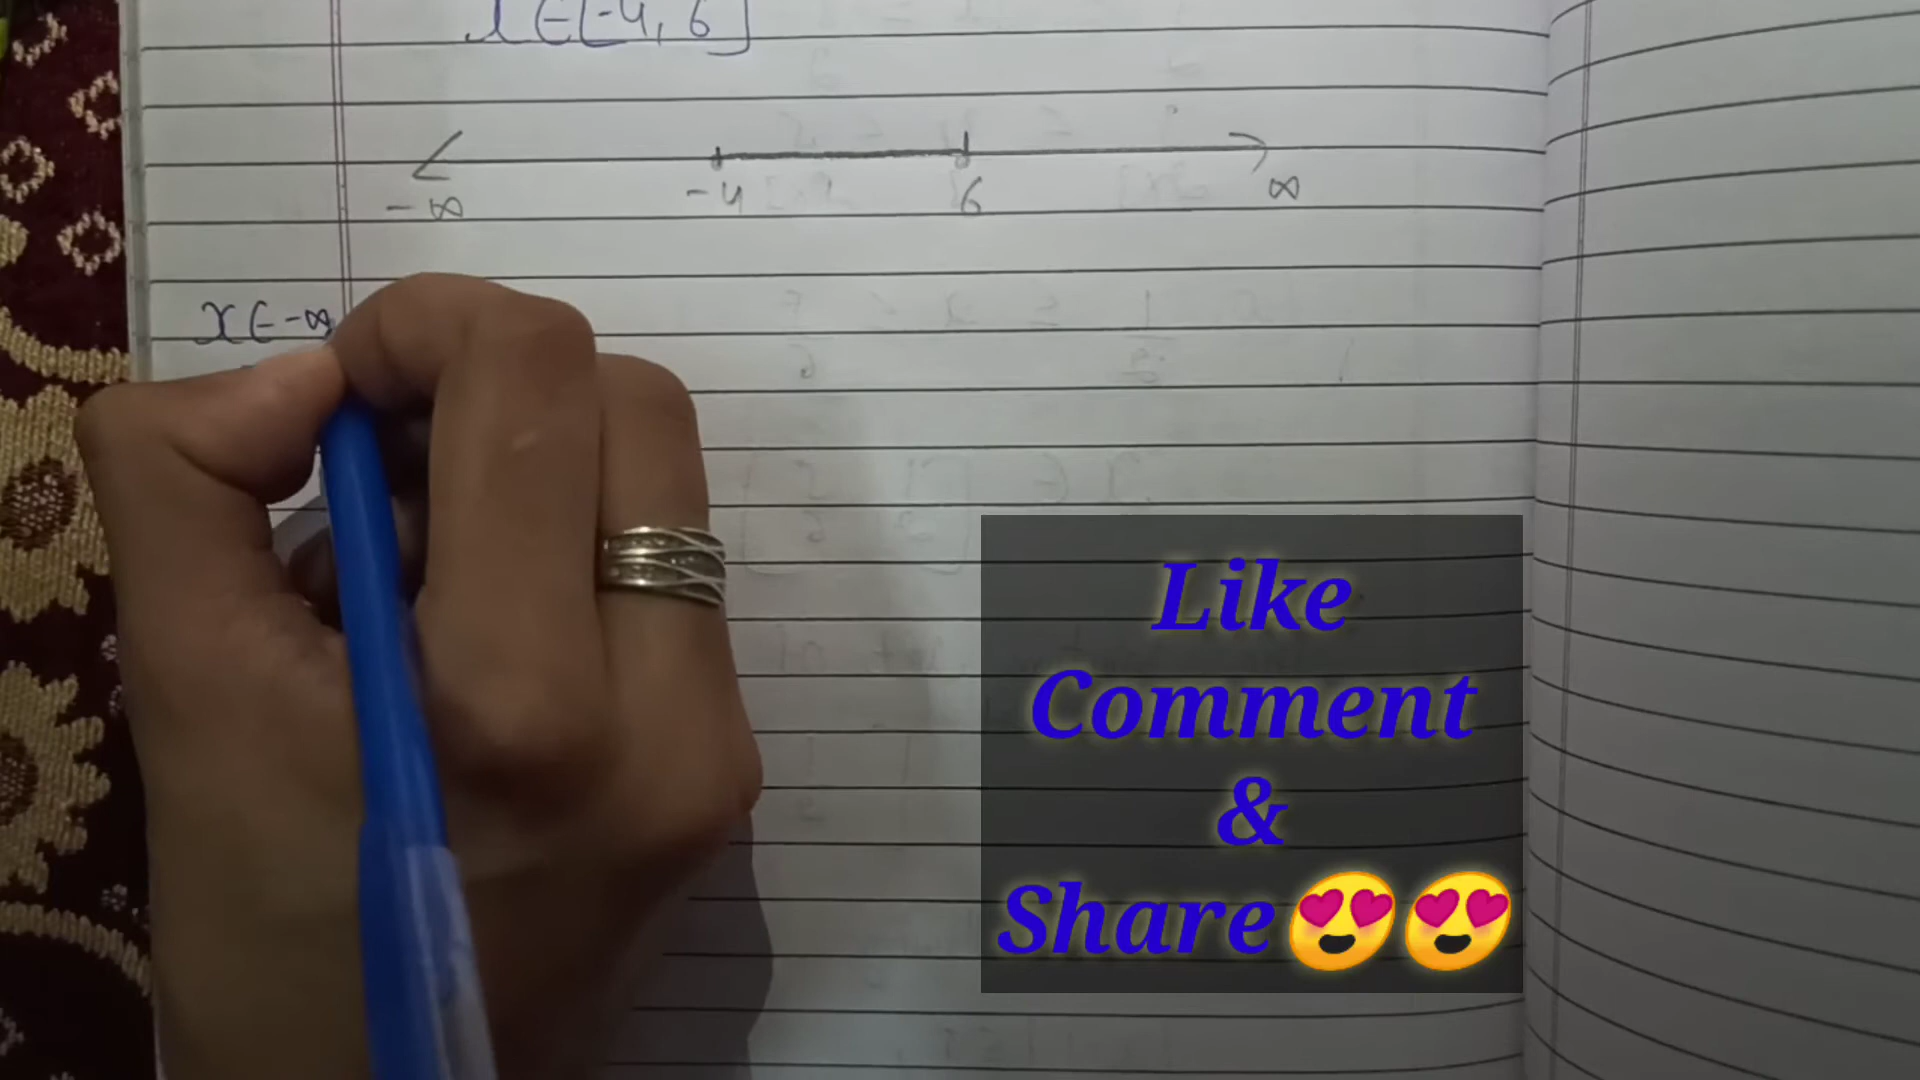 x ∈ [-4, 6]
-∞ -4 6 ∞
x ∈ -∞
Like
Comment
&
Share😍😍